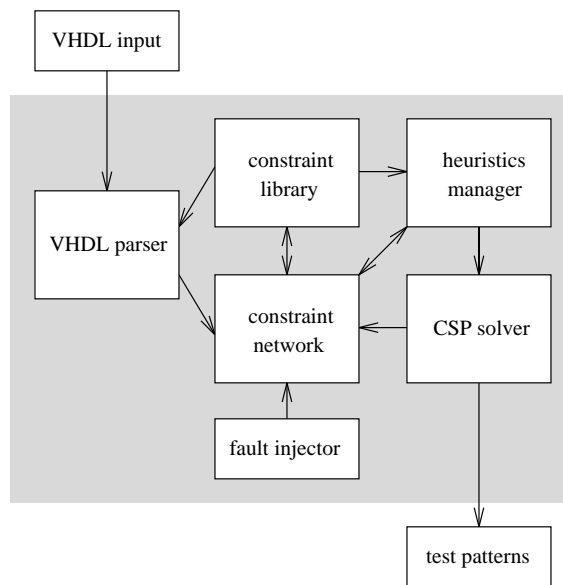 VHDL input
constraint
library
heuristics
manager
VHDL parser
constraint
network
CSP solver
fault injector
test patterns